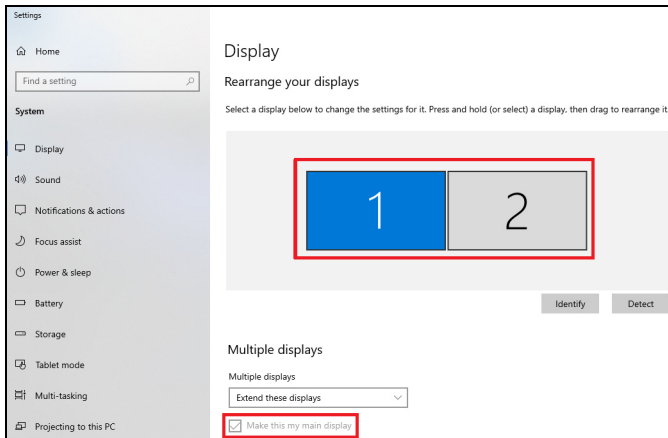 Settings
Home
Find a setting
System
Display
Sound
Notifications & actions
Focus assist
Power & sleep
Battery
Storage
Tablet mode
Multi-tasking
Projecting to this PC
Display
Rearrange your displays
Select a display below to change the settings for it. Press and hold (or select) a display, then drag to rearrange it
1 2
Identify Detect
Multiple displays
Multiple displays
Extend these displays
Make this my main display